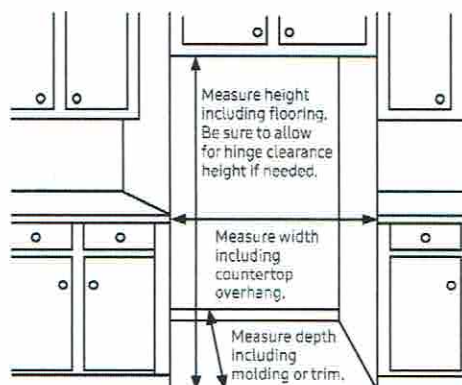 Measure height
including flooring.
Be sure to allow
for hinge clearance
height if needed.
Measure width
including
countertop
overhang.
Measure depth
including
molding or trim.